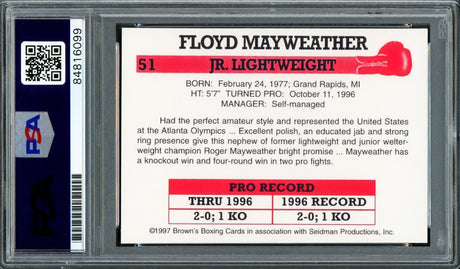 FLOYD MAYWEATHER
51 JR. LIGHTWEIGHT
BORN: February 24, 1977; Grand Rapids, MI
HT: 5'7" TURNED PRO: October 11, 1996
MANAGER: Self-managed
Had the perfect amateur style and represented the United States
at the Atlanta Olympics ... Excellent polish, an educated jab and strong
ring presence give this nephew of former lightweight and junior welter-
weight champion Roger Mayweather bright promise ... Mayweather has
a knockout win and four-round win in two pro fights.
PRO RECORD
THRU 1996 1996 RECORD
2-0; 1 KO 2-0; 1 KO
©1997 Brown's Boxing Cards in association with Seidman Productions, Inc.
84816099
PSA
PSA